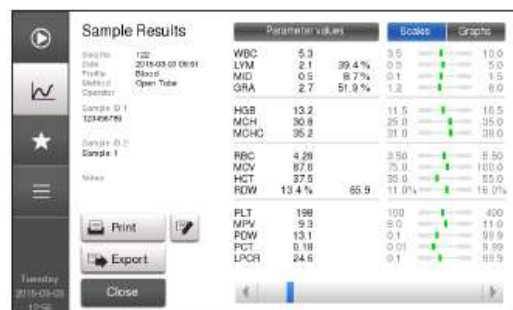 Sample Results
Parameter values
Scales Graphs
Seq No 122
Date 2015-03-03 09:51
Profile Blood
Method Open Tube
Operator
Sample ID 1
123456789
Sample ID 2
Sample 1
Notes
Print
Export
Close
Tuesday
2015-03-03
WBC 5.3 3.5 10.0
LYM 2.1 39.4 % 0.5 5.0
MID 0.5 8.7 % 0.1 1.5
GRA 2.7 51.9 % 1.2 8.0
HGB 13.2 11.5 16.5
MCH 30.8 25.0 35.0
MCHC 35.2 31.0 38.0
RBC 4.28 3.50 5.50
MCV 87.6 75.0 100.0
HCT 37.5 35.0 55.0
RDW 13.4 % 65.9 11.0% 16.0%
PLT 198 100 400
MPV 9.3 8.0 11.0
PDW 13.1 0.1 99.9
PCT 0.18 0.01 9.99
LPCR 24.6 0.1 99.9